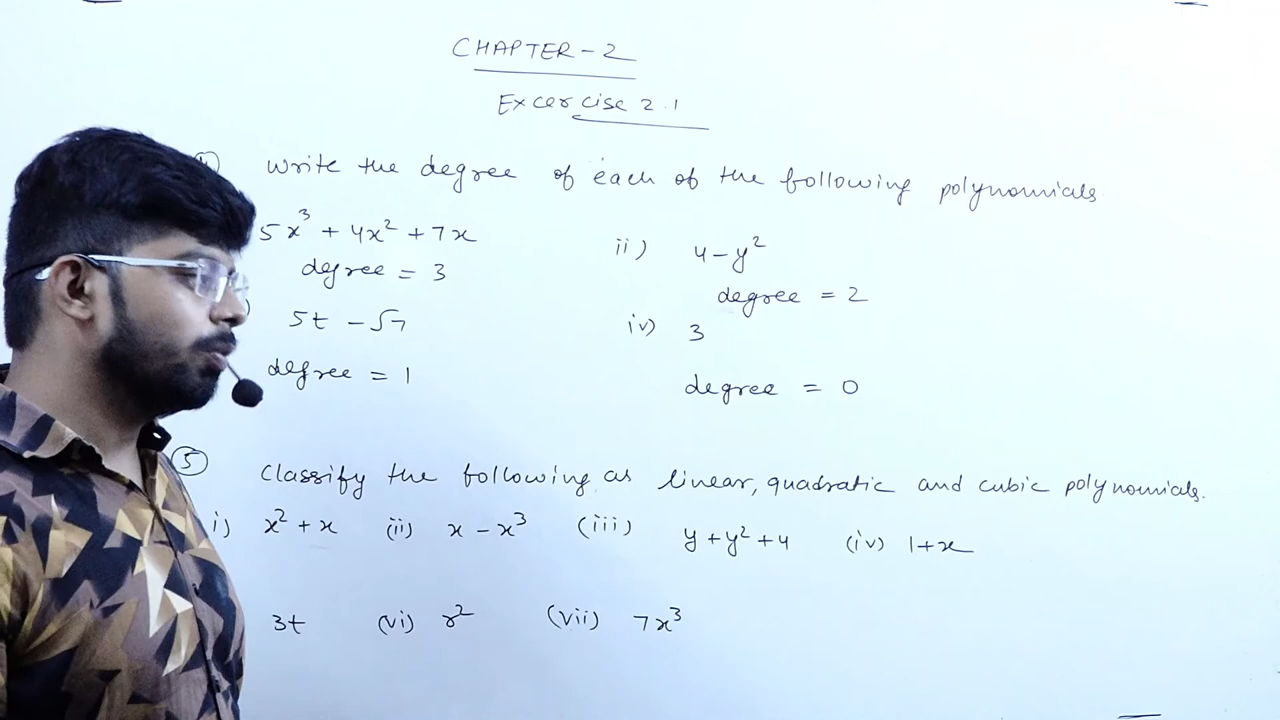 CHAPTER - 2
Excercise 2.1
write the degree of each of the following polynomials
5x³ + 4x² + 7x ii) 4 - y²
degree = 3 degree = 2
5t - √7 iv) 3
degree = 1 degree = 0
⑤ classify the following as linear, quadratic and cubic polynomials.
i) x² + x (ii) x - x³ (iii) y + y² + 4 (iv) 1 + x
3t (vi) r² (vii) 7x³